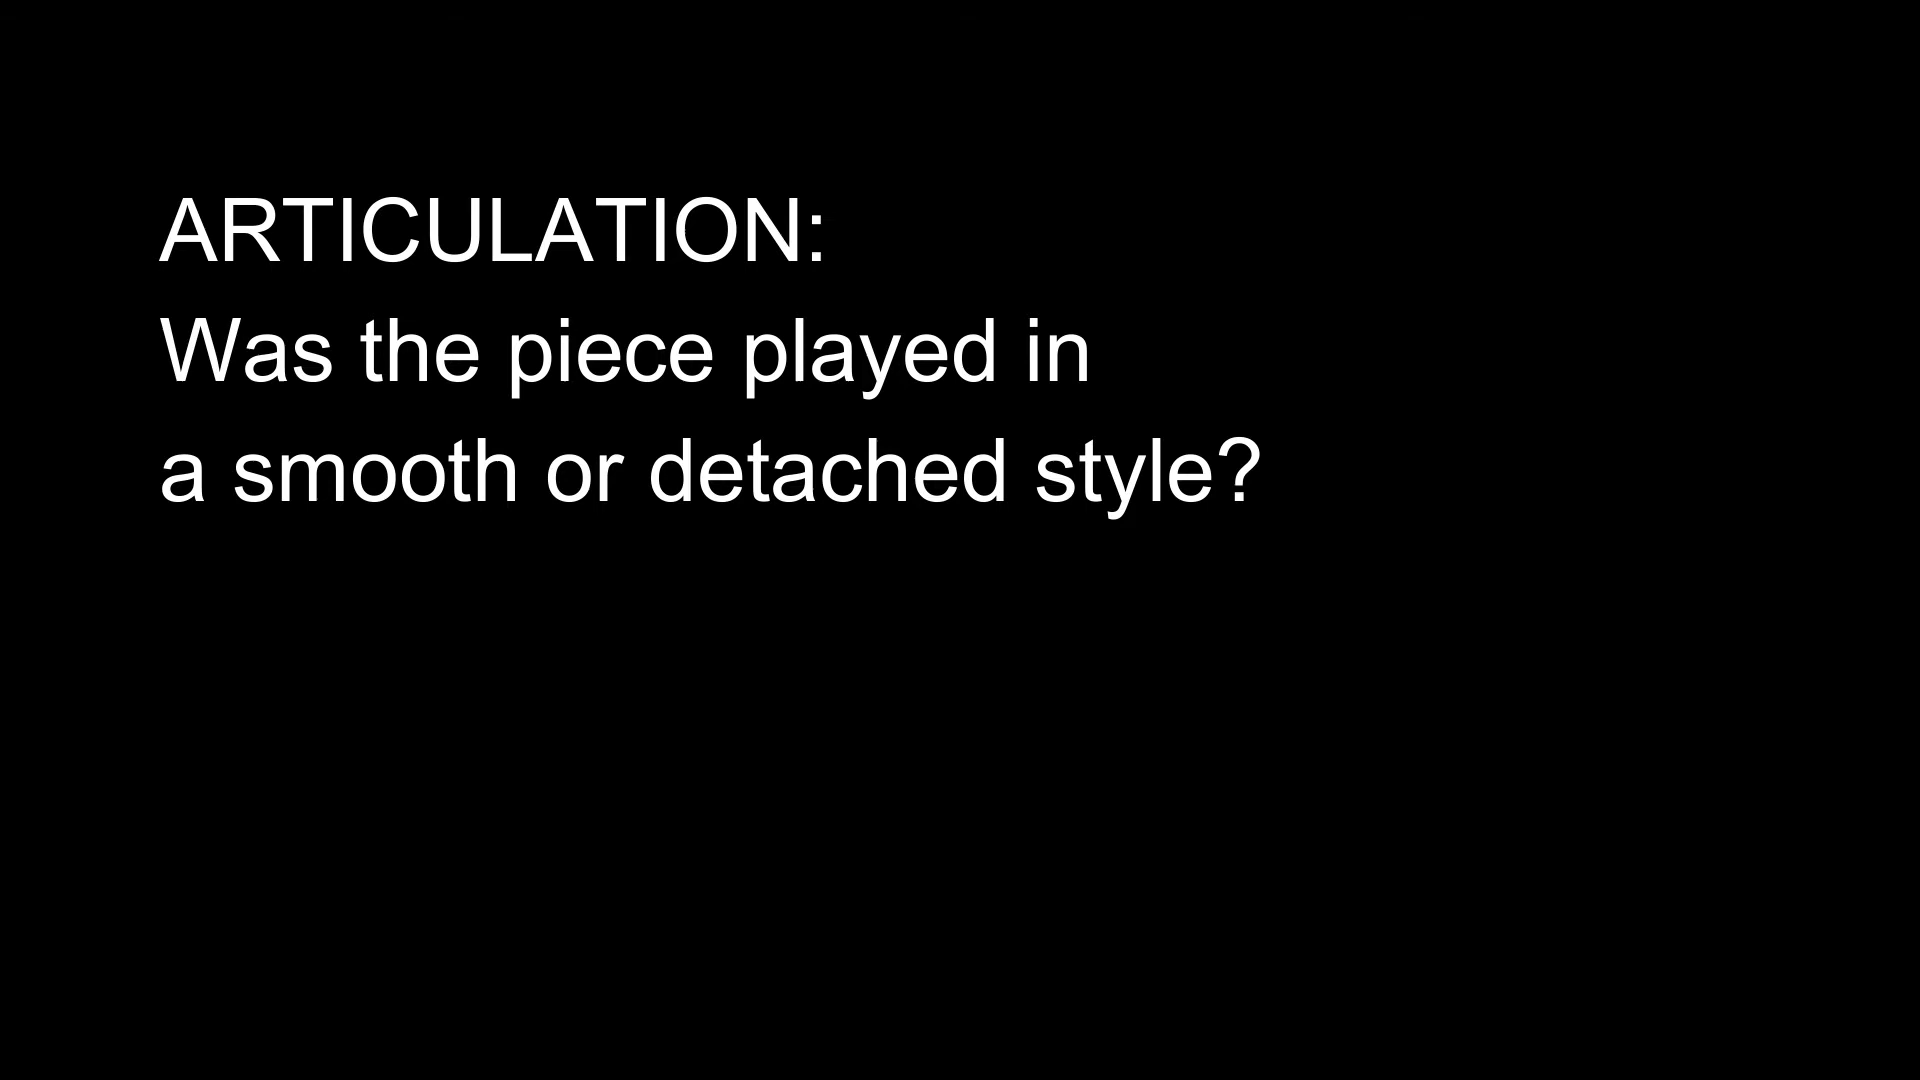 ARTICULATION:
Was the piece played in
a smooth or detached style?